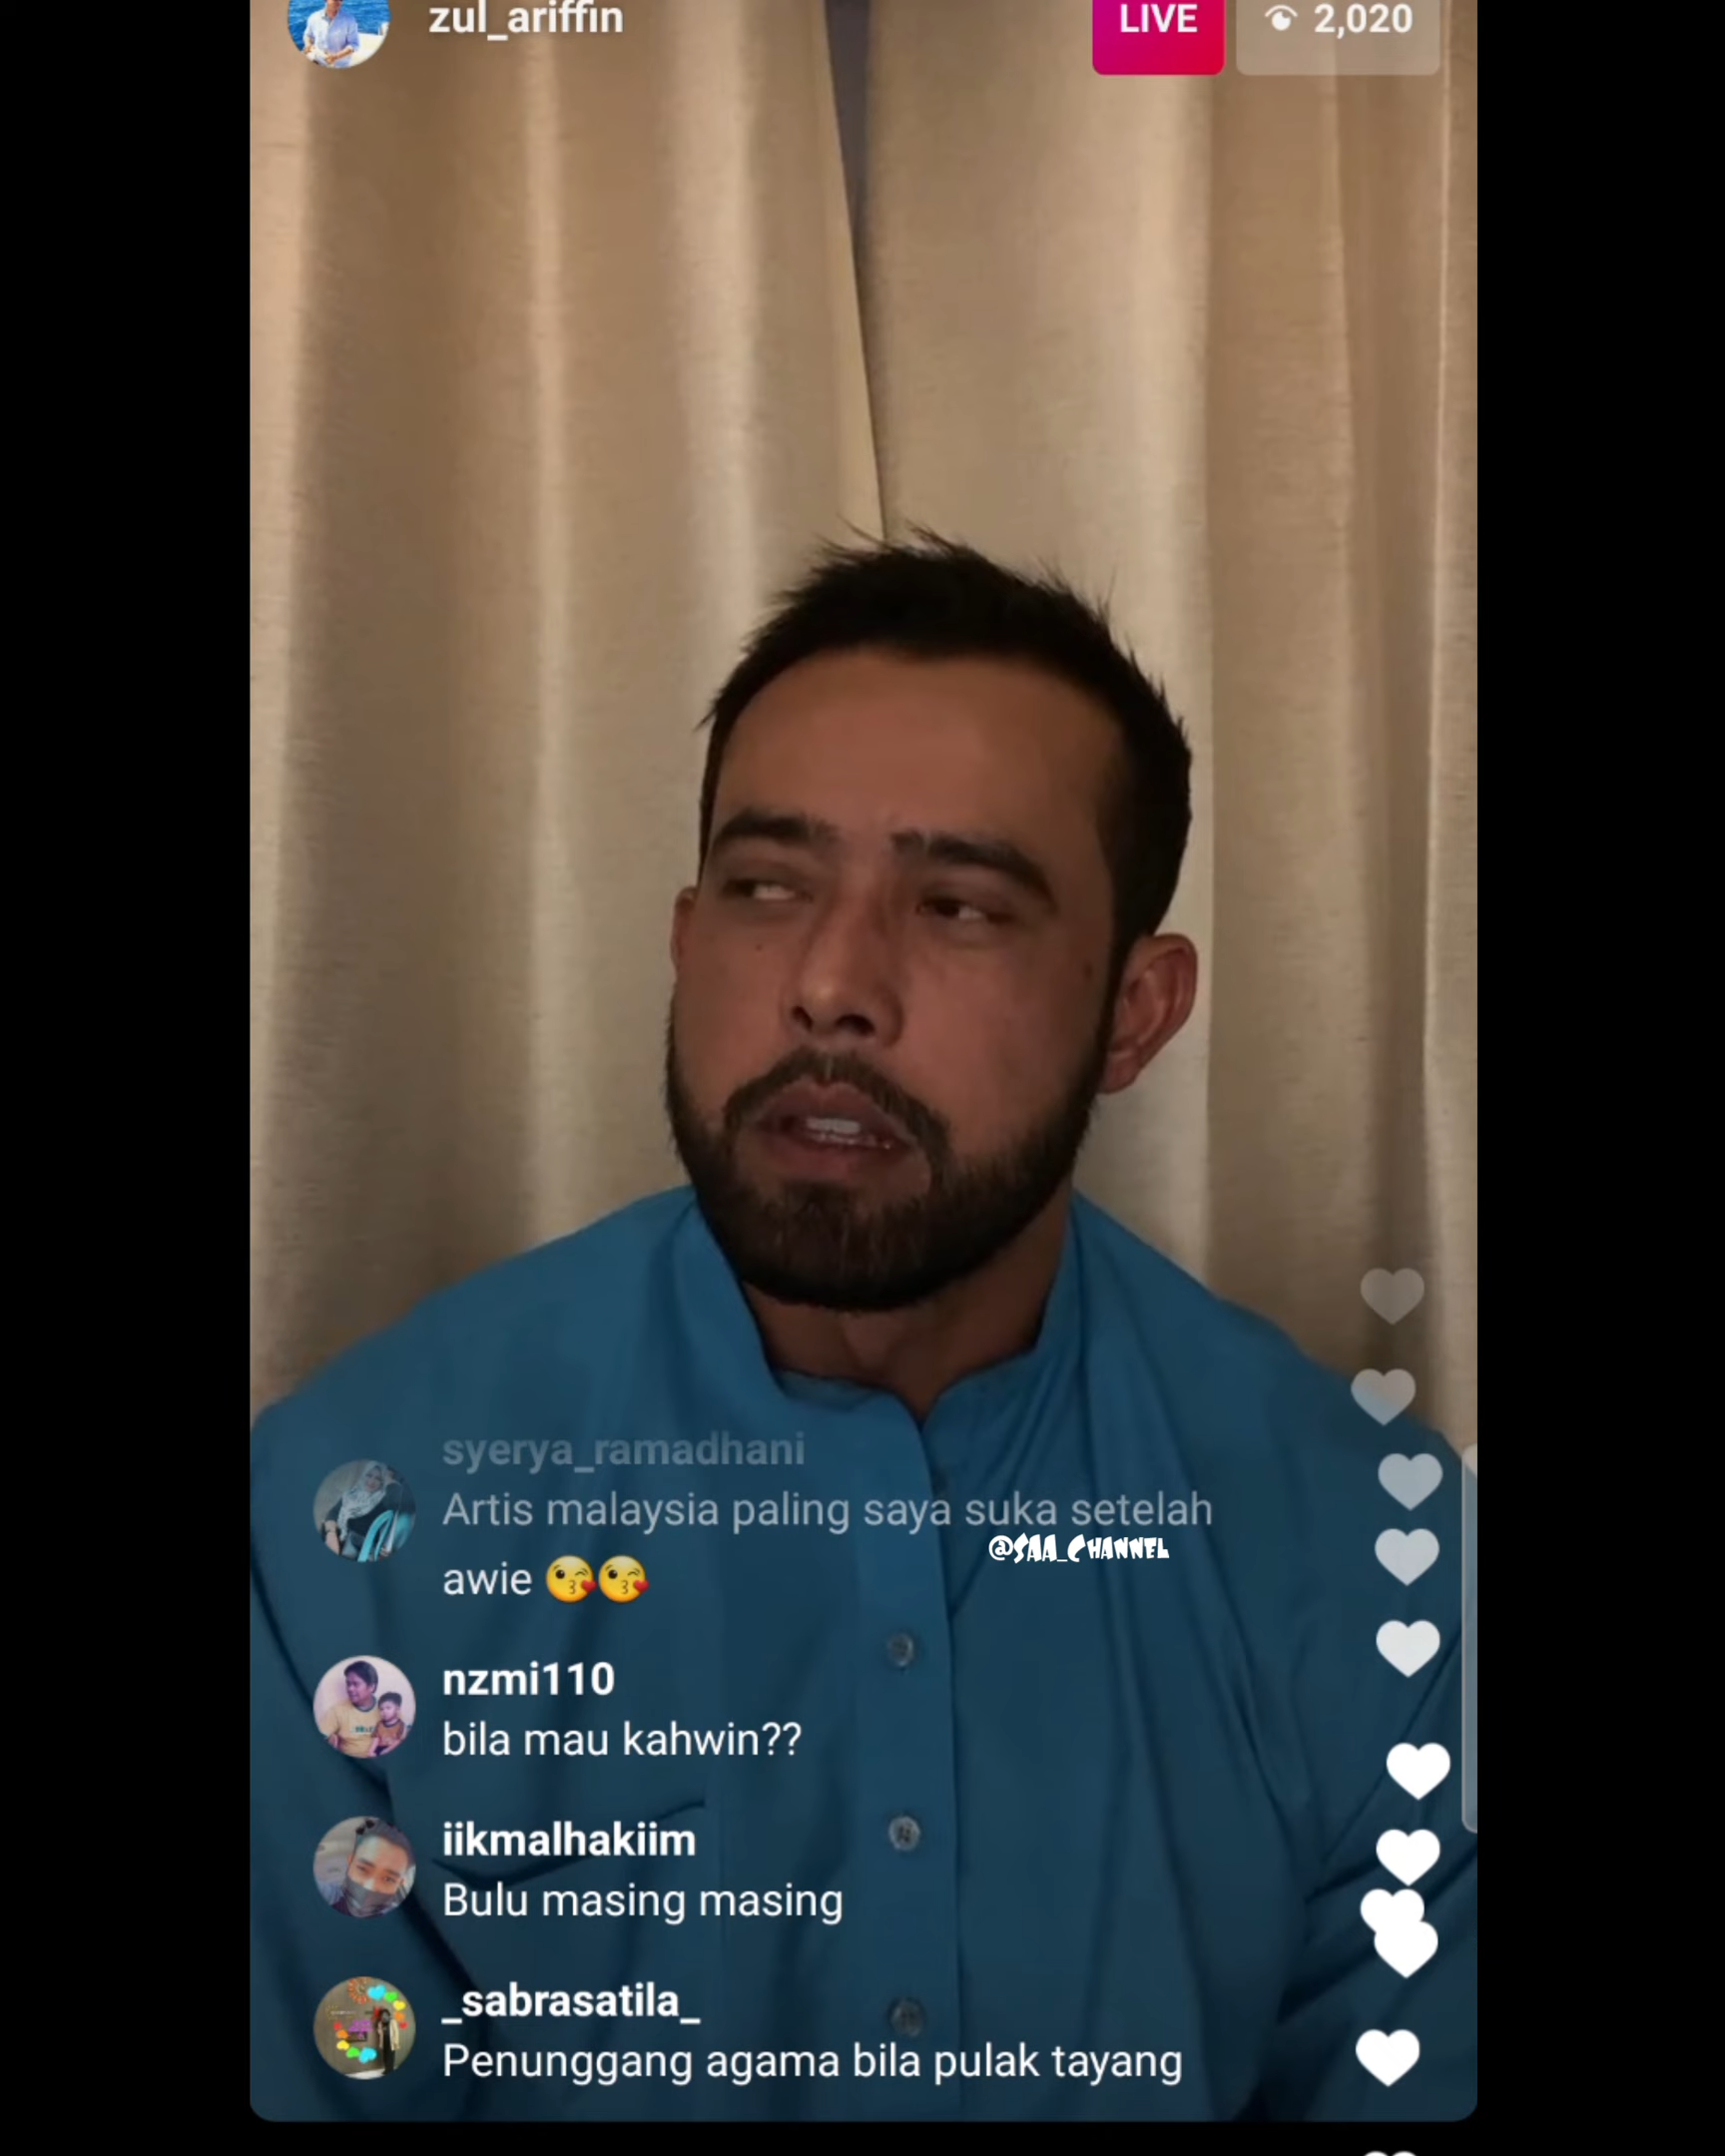 zul_ariffin
LIVE
2,020
syerya_ramadhani
Artis malaysia paling saya suka setelah
@SAA_CHANNEL
awie 😘😘
nzmi110
bila mau kahwin??
iikmalhakiim
Bulu masing masing
_sabrasatila_
Penunggang agama bila pulak tayang